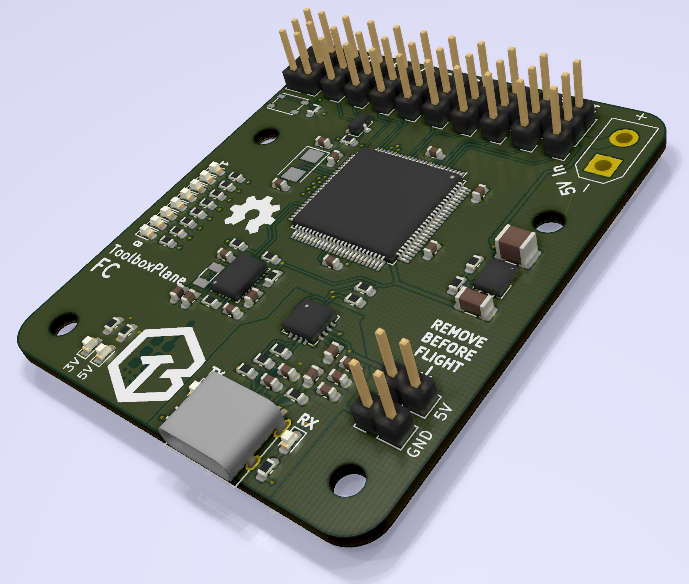 +
5V in
-
ToolboxPlane
FC
REMOVE
BEFORE
FLIGHT
3V
5V
5V
RX
GND